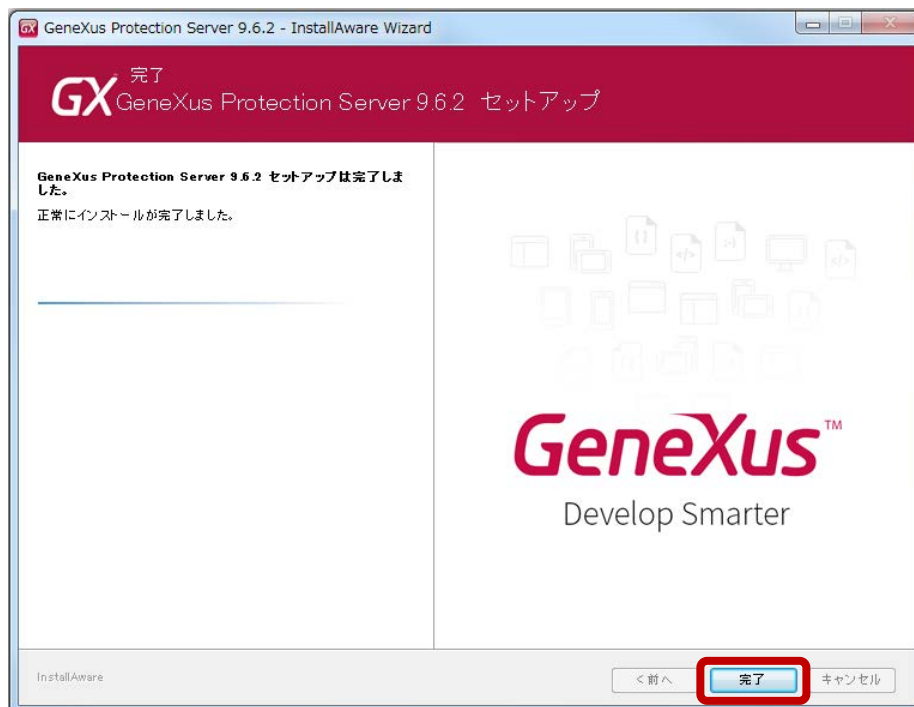 GX GeneXus Protection Server 9.6.2 - InstallAware Wizard
完了
GX GeneXus Protection Server 9.6.2 セットアップ
GeneXus Protection Server 9.6.2 セットアップは完了しま
した。
正常にインストールが完了しました。
{}
</>
</>
GeneXus™
Develop Smarter
InstallAware
< 前へ
完了
キャンセル